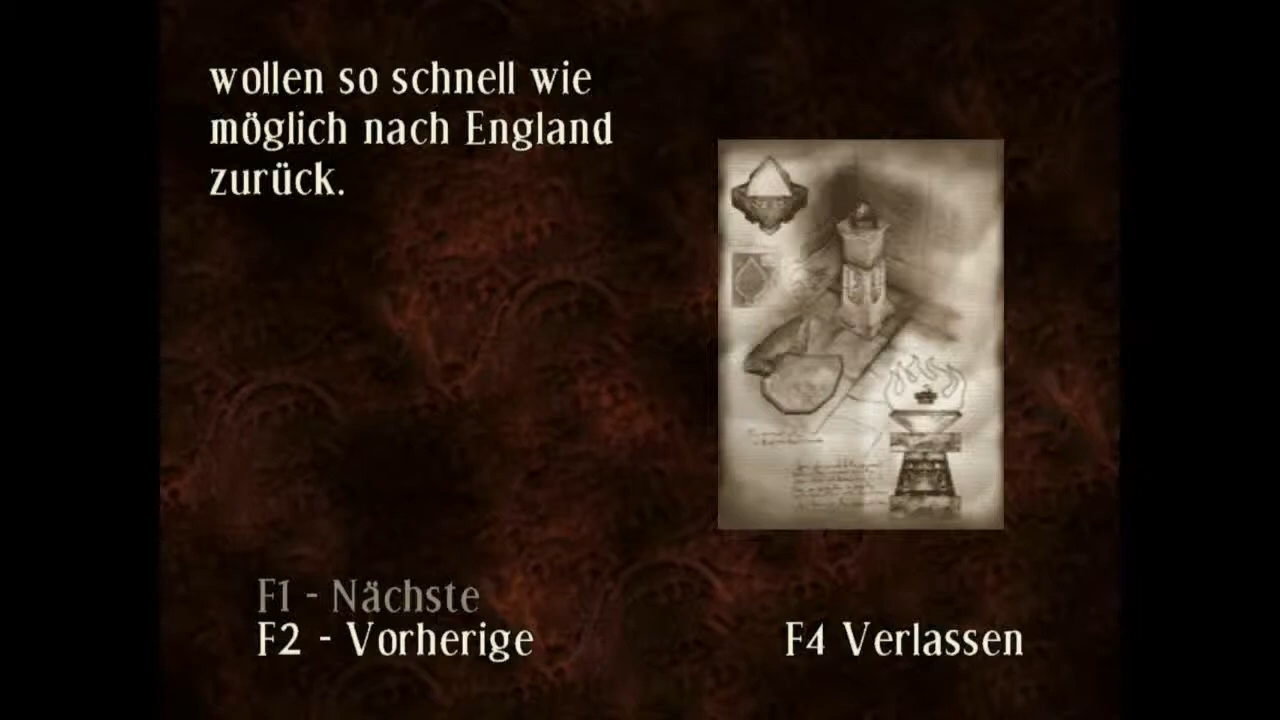 wollen so schnell wie
möglich nach England
zurück.
F1 - Nächste
F2 - Vorherige
F4 Verlassen